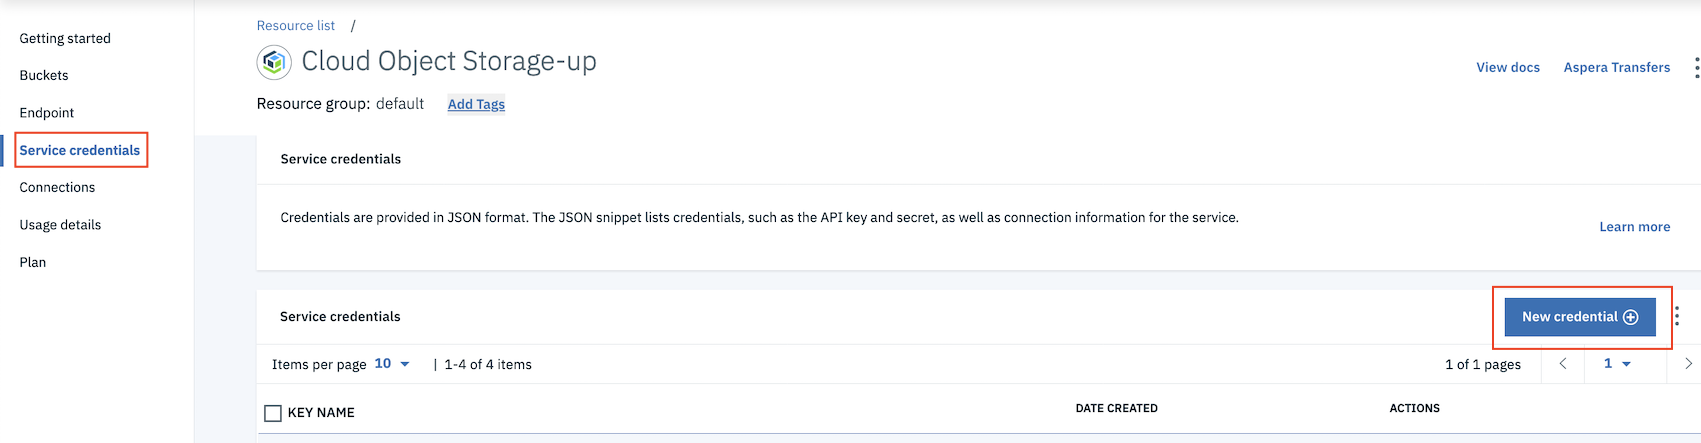 Getting started
Buckets
Endpoint
Service credentials
Connections
Usage details
Plan
Resource list /
Cloud Object Storage-up
View docs Aspera Transfers
Resource group: default Add Tags
Service credentials
Credentials are provided in JSON format. The JSON snippet lists credentials, such as the API key and secret, as well as connection information for the service.
Learn more
Service credentials
New credential
Items per page 10 | 1-4 of 4 items 1 of 1 pages 1
KEY NAME DATE CREATED ACTIONS